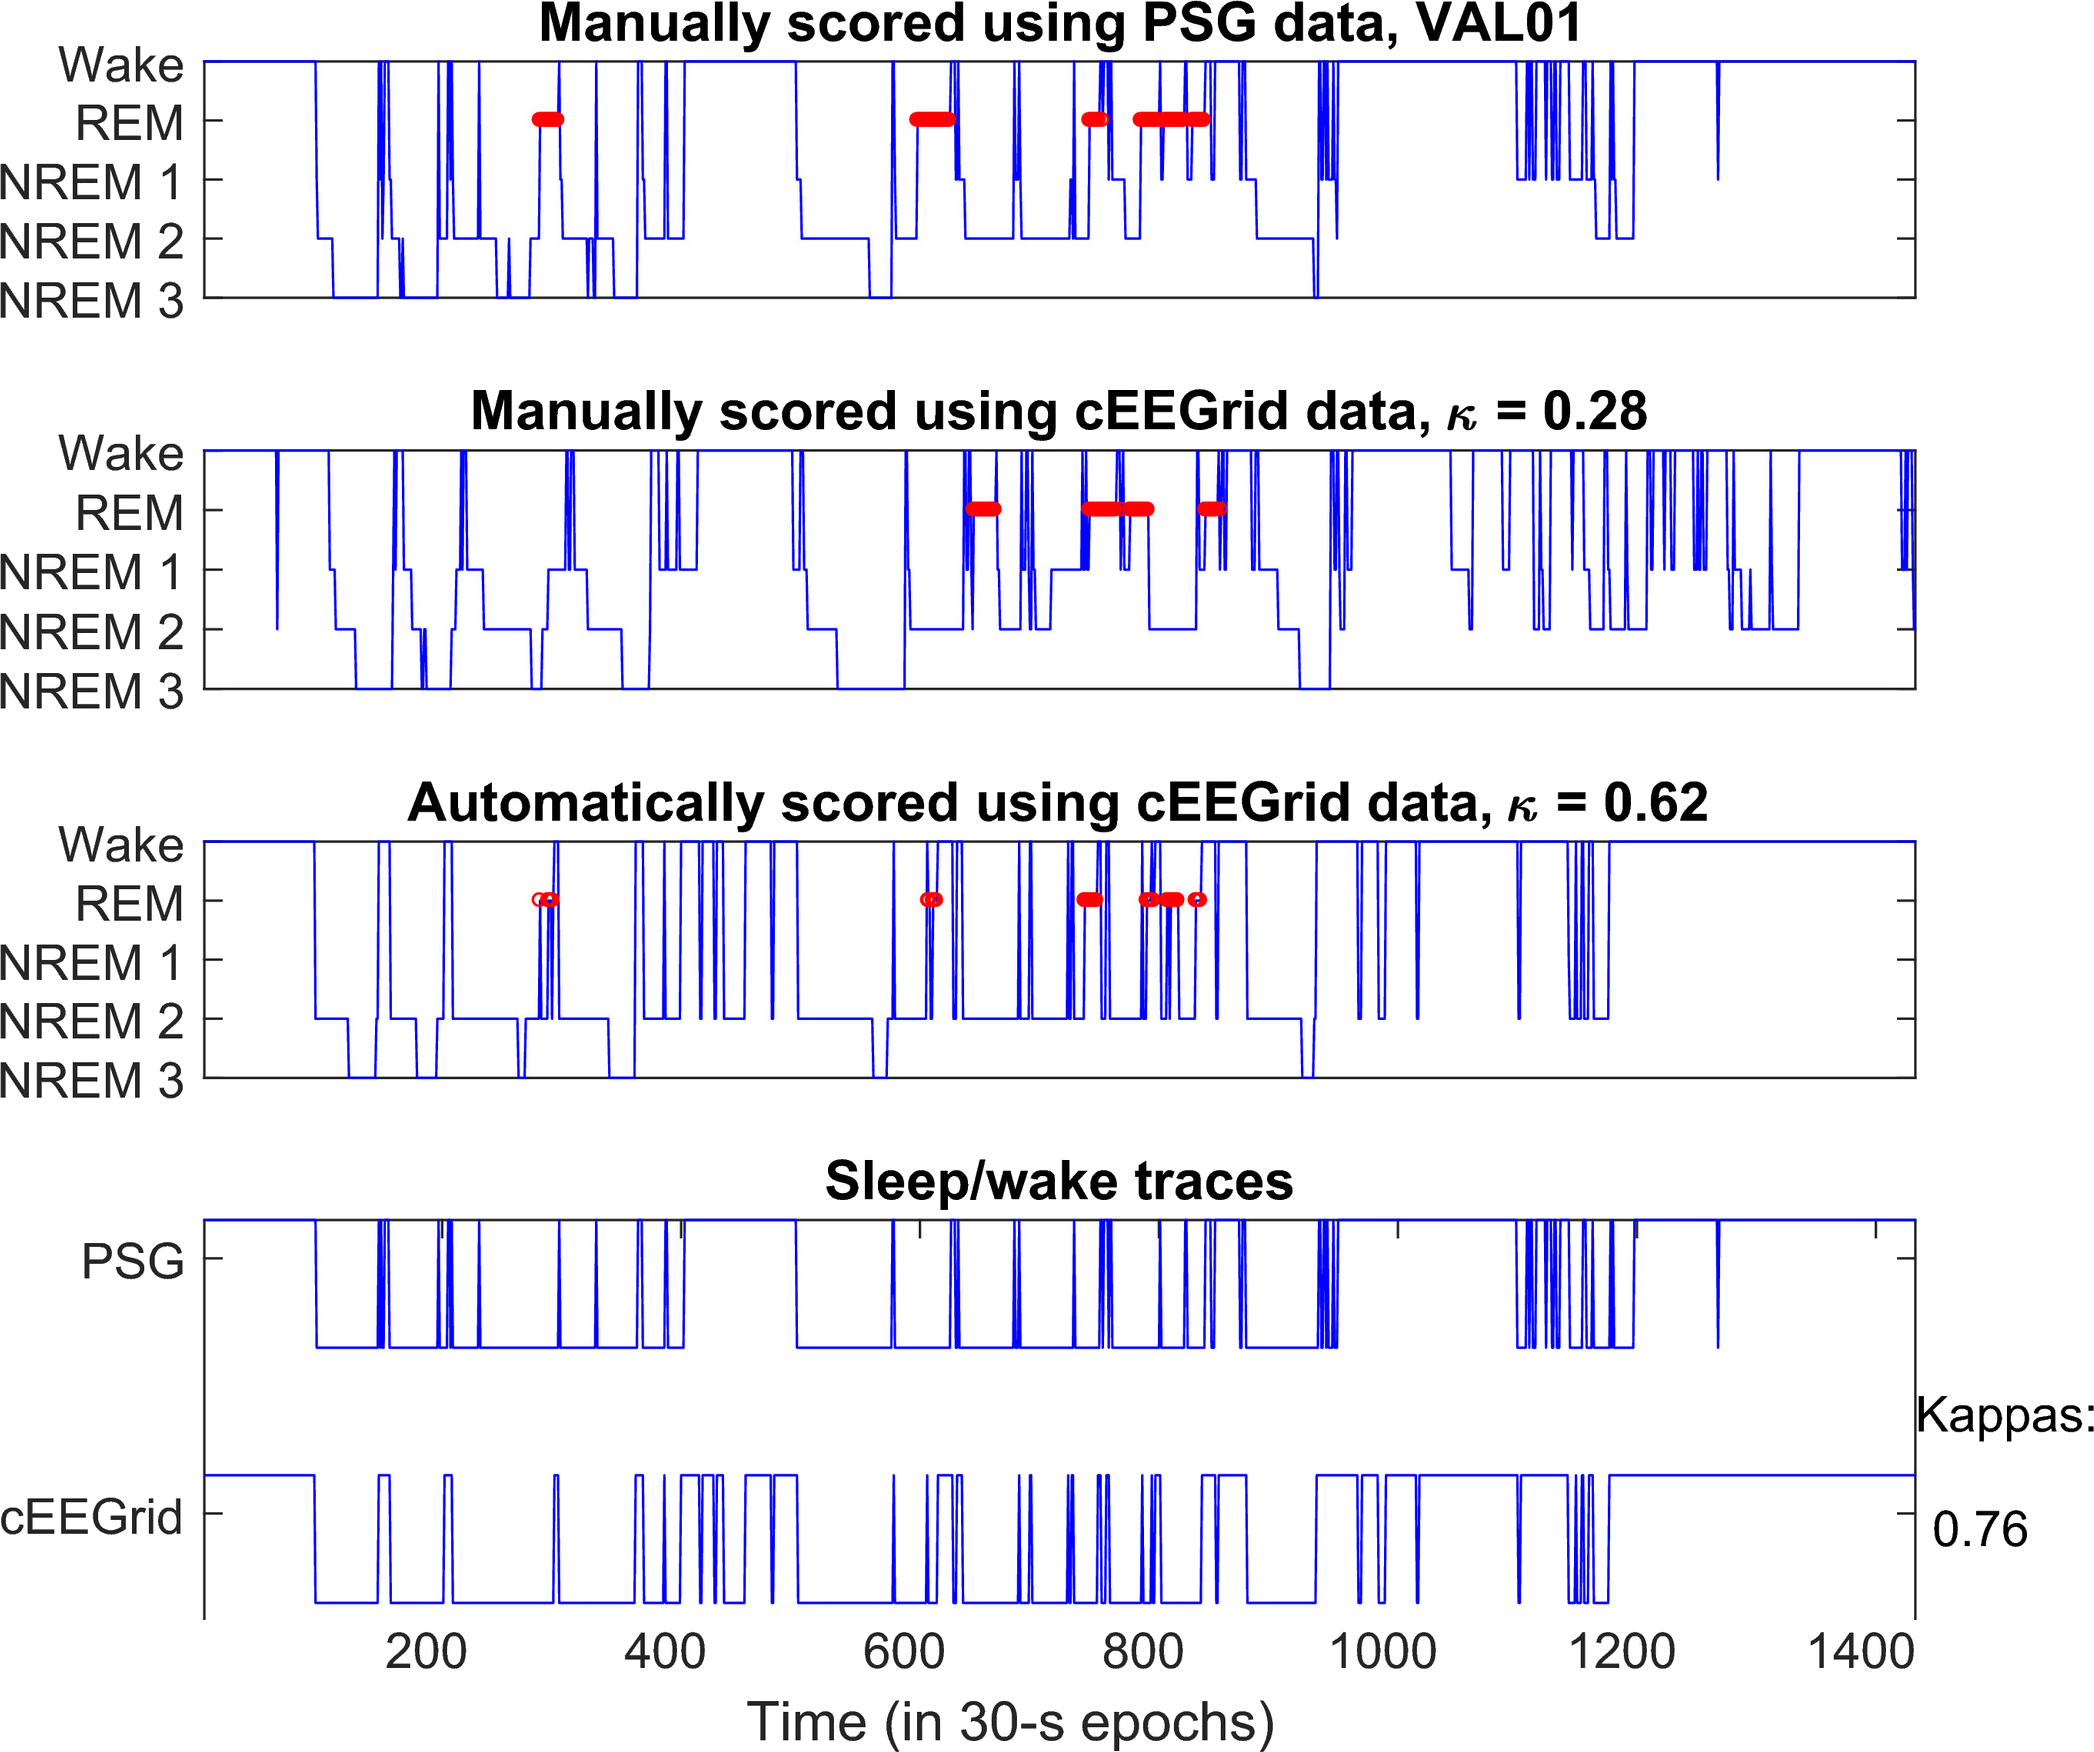 Manually scored using PSG data, VAL01
Wake
REM
NREM 1
NREM 2
NREM 3
Manually scored using cEEGrid data, κ = 0.28
Wake
REM
NREM 1
NREM 2
NREM 3
Automatically scored using cEEGrid data, κ = 0.62
Wake
REM
NREM 1
NREM 2
NREM 3
Sleep/wake traces
PSG
Kappas:
cEEGrid 0.76
200 400 600 800 1000 1200 1400
Time (in 30-s epochs)